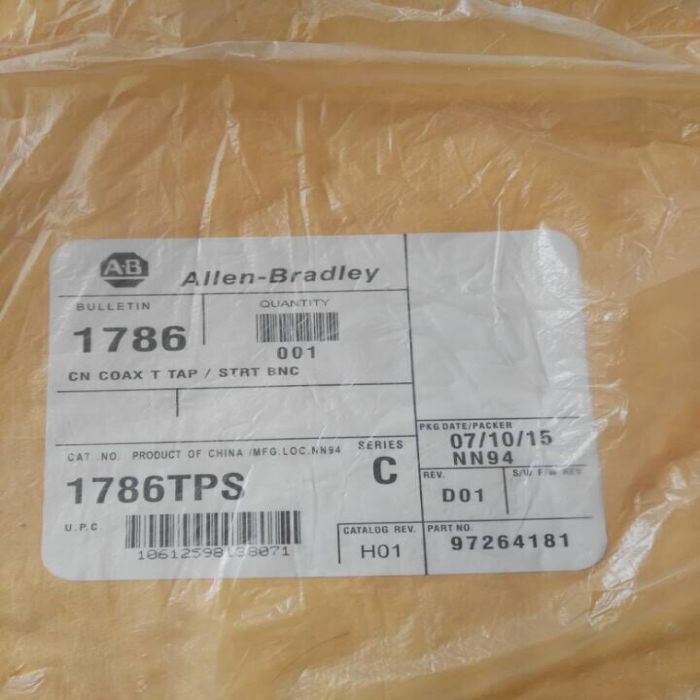 A-B
Allen-Bradley
BULLETIN
1786
QUANTITY
001
CN COAX T TAP / STRT BNC
CAT .NO. PRODUCT OF CHINA /MFG.LOC.NN94
1786TPS
SERIES
C
U.P.C
CATALOG REV.
H01
PKG DATE/PACKER
07/10/15
NN94
REV.
D01
PART NO.
97264181